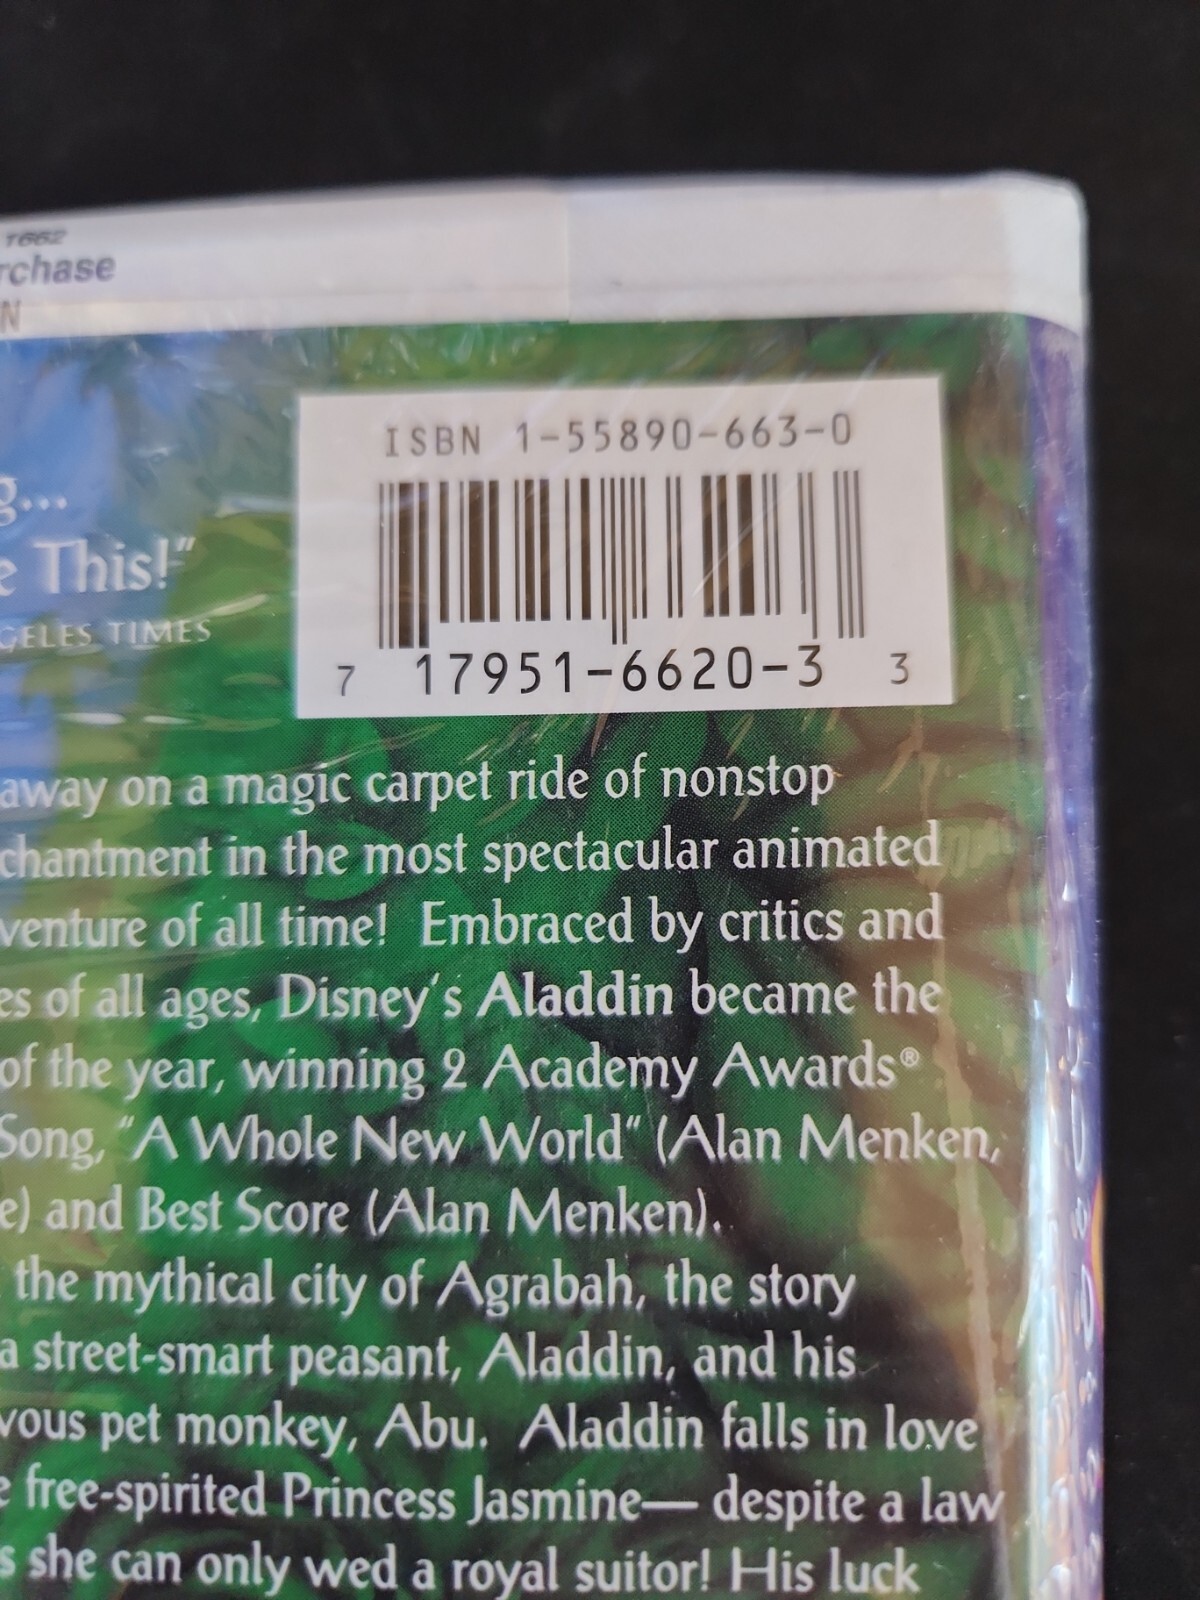 1662
rchase
N
ISBN 1-55890-663-0
7 17951-6620-3 3
g...
e This!"
GELES TIMES
away on a magic carpet ride of nonstop
chantment in the most spectacular animated
venture of all time! Embraced by critics and
es of all ages, Disney's Aladdin became the
of the year, winning 2 Academy Awards®
Song, "A Whole New World" (Alan Menken,
e) and Best Score (Alan Menken).
the mythical city of Agrabah, the story
a street-smart peasant, Aladdin, and his
vous pet monkey, Abu. Aladdin falls in love
e free-spirited Princess Jasmine— despite a law
s she can only wed a royal suitor! His luck